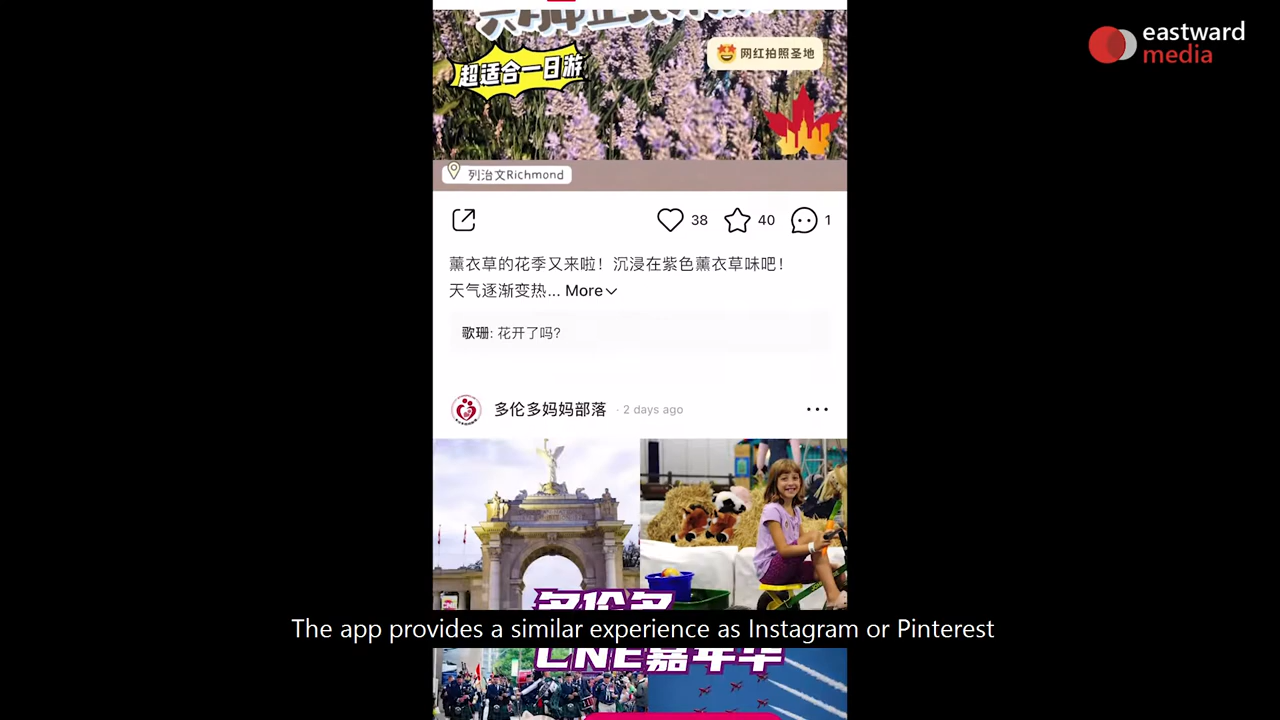 eastward
media
网红拍照圣地
超适合一日游
列治文Richmond
38
40
1
薰衣草的花季又来啦！沉浸在紫色薰衣草味吧！
天气逐渐变热... More
歌珊: 花开了吗?
多伦多妈妈部落 · 2 days ago
多伦多
The app provides a similar experience as Instagram or Pinterest
CNE嘉年华